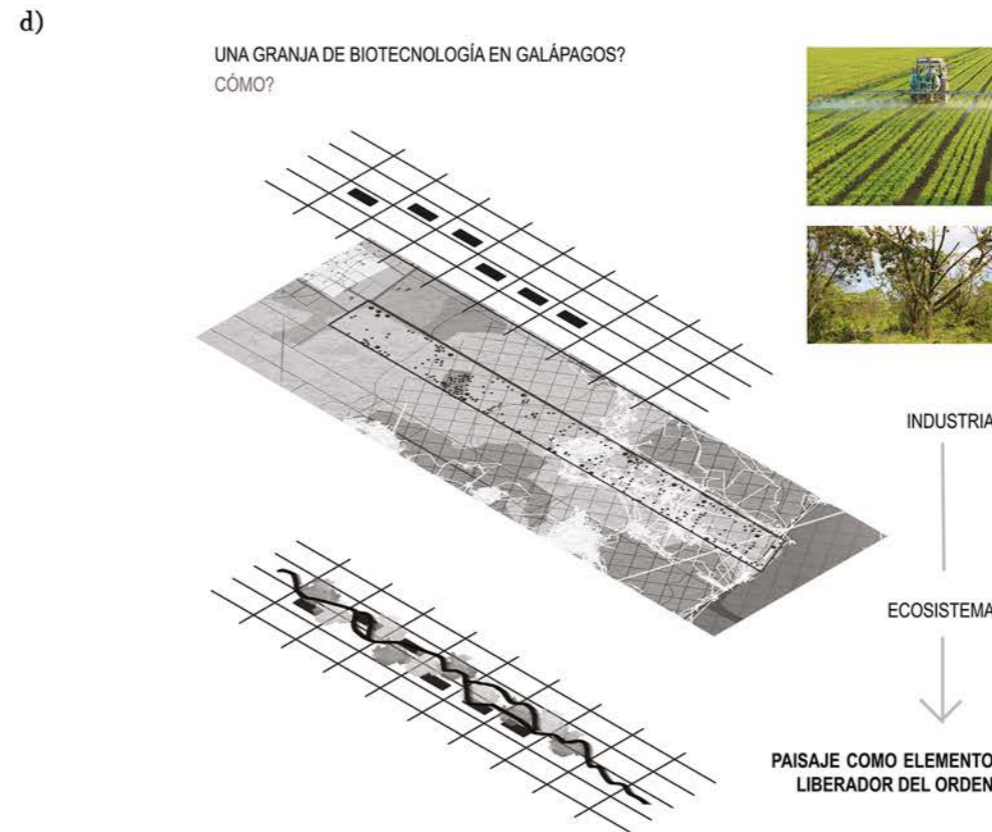 d)
UNA GRANJA DE BIOTECNOLOGÍA EN GALÁPAGOS?
CÓMO?
INDUSTRIA
ECOSISTEMA
PAISAJE COMO ELEMENTO
LIBERADOR DEL ORDEN